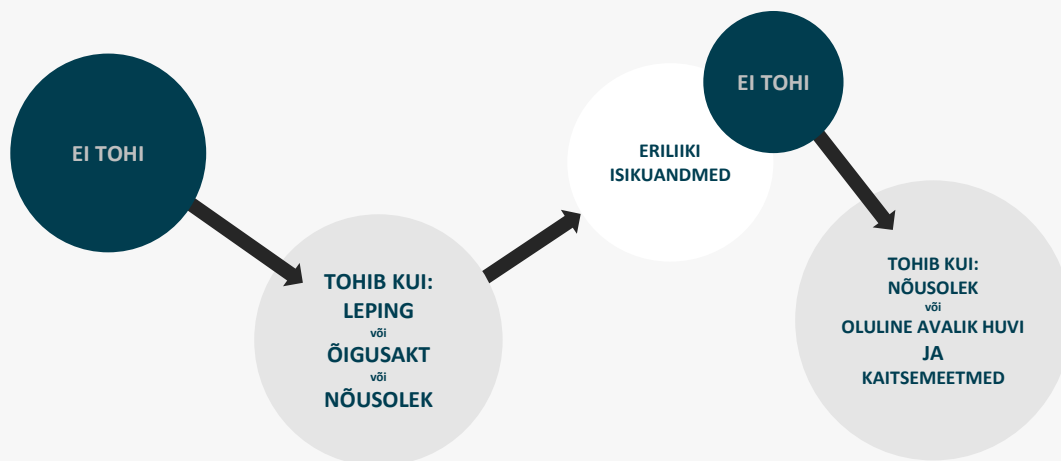 EI TOHI
TOHIB KUI:
LEPING
või
ÕIGUSAKT
või
NÕUSOLEK
ERILIIKI
ISIKUANDMED
EI TOHI
TOHIB KUI:
NÕUSOLEK
või
OLULINE AVALIK HUVI
JA
KAITSEMEETMED